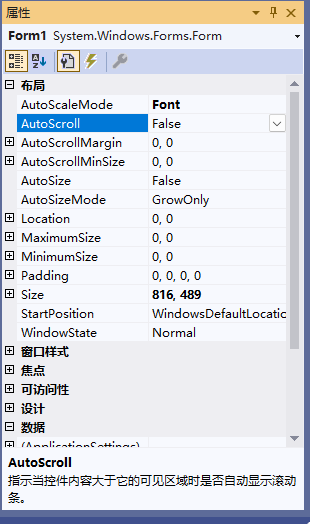 属性
Form1 System.Windows.Forms.Form
布局
AutoScaleMode Font
AutoScroll False
AutoScrollMargin 0, 0
AutoScrollMinSize 0, 0
AutoSize False
AutoSizeMode GrowOnly
Location 0, 0
MaximumSize 0, 0
MinimumSize 0, 0
Padding 0, 0, 0, 0
Size 816, 489
StartPosition WindowsDefaultLocatio
WindowState Normal
窗口样式
焦点
可访问性
设计
数据
(ApplicationSettings)
AutoScroll
指示当控件内容大于它的可见区域时是否自动显示滚动
条。